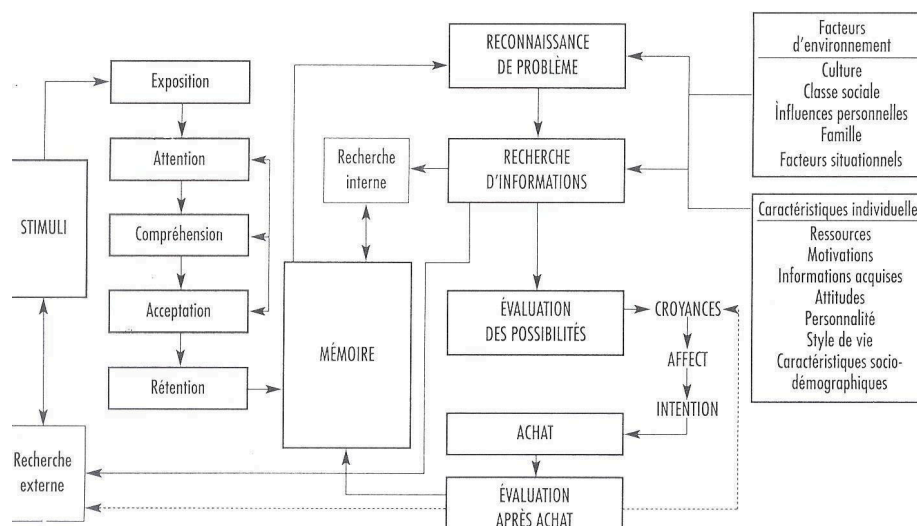 STIMULI
Recherche
externe
Exposition
Attention
Compréhension
Acceptation
Rétention
Recherche
interne
MÉMOIRE
RECONNAISSANCE
DE PROBLÈME
RECHERCHE
D'INFORMATIONS
ÉVALUATION
DES POSSIBILITÉS
CROYANCES
AFFECT
INTENTION
ACHAT
ÉVALUATION
APRÈS ACHAT
Facteurs
d'environnement
Culture
Classe sociale
Influences personnelles
Famille
Facteurs situationnels
Caractéristiques individuelle
Ressources
Motivations
Informations acquises
Attitudes
Personnalité
Style de vie
Caractéristiques socio-
démographiques